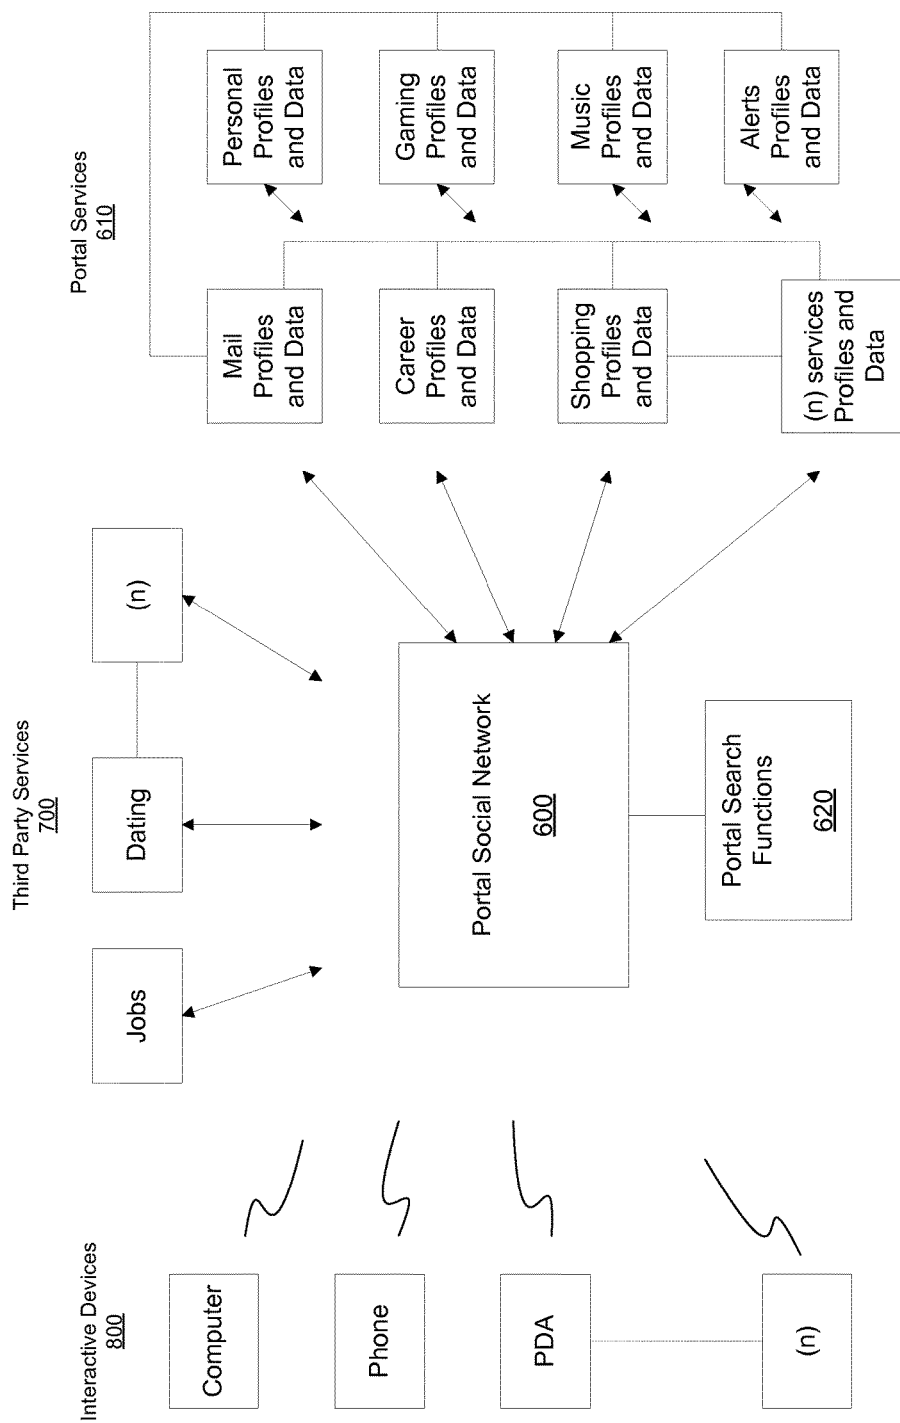 Interactive Devices
800
Computer
Phone
PDA
(n)
Third Party Services
700
Jobs
Dating
(n)
Portal Social Network
600
Portal Search
Functions
620
Portal Services
610
Mail
Profiles
and Data
Career
Profiles
and Data
Shopping
Profiles
and Data
(n) services
Profiles and
Data
Personal
Profiles
and Data
Gaming
Profiles
and Data
Music
Profiles
and Data
Alerts
Profiles
and Data